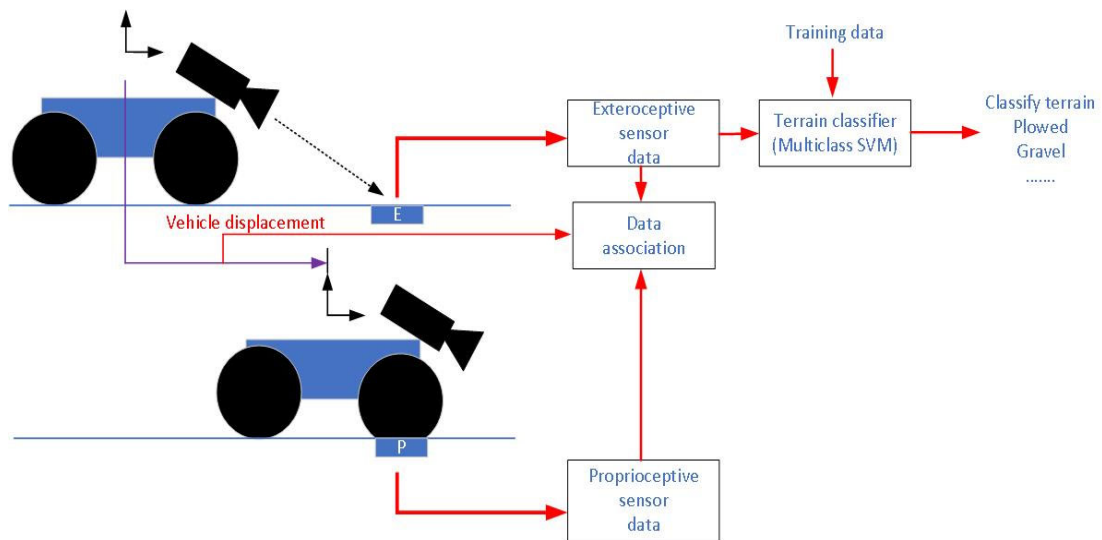 Training data
Exteroceptive
sensor
data
Terrain classifier
(Multiclass SVM)
Classify terrain
Plowed
Gravel
.......
E
Vehicle displacement
Data
association
P
Proprioceptive
sensor
data